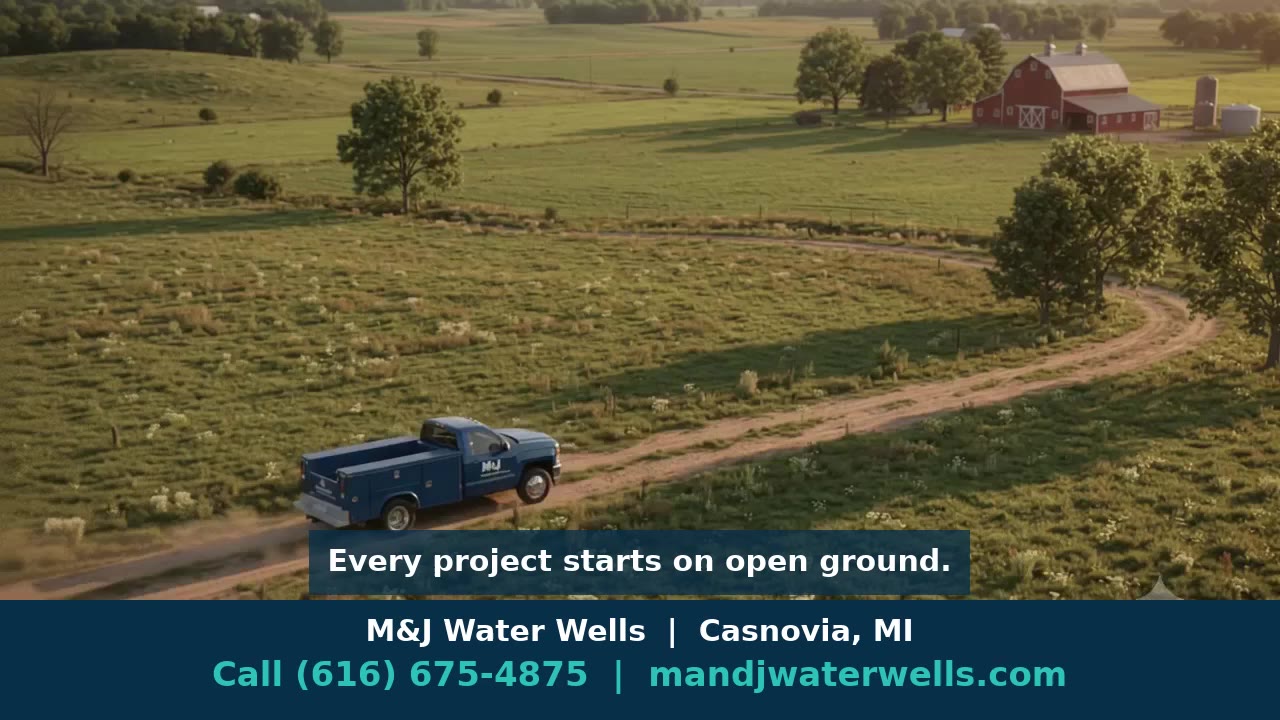 M&J
Every project starts on open ground.
M&J Water Wells | Casnovia, MI
Call (616) 675-4875 | mandjwaterwells.com